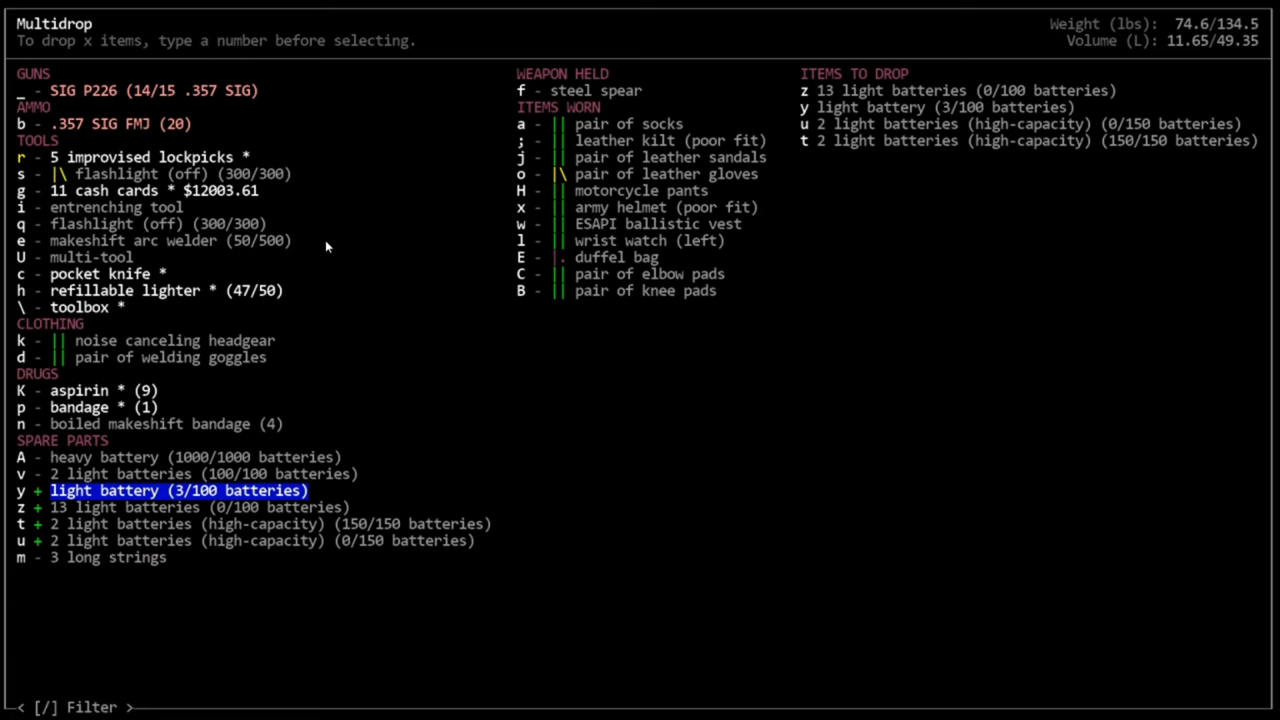 Multidrop
To drop x items, type a number before selecting.
Weight (lbs): 74.6/134.5
Volume (L): 11.65/49.35
GUNS
_ - SIG P226 (14/15 .357 SIG)
AMMO
b - .357 SIG FMJ (20)
TOOLS
r - 5 improvised lockpicks *
s - |\ flashlight (off) (300/300)
g - 11 cash cards * $12003.61
i - entrenching tool
q - flashlight (off) (300/300)
e - makeshift arc welder (50/500)
U - multi-tool
c - pocket knife *
h - refillable lighter * (47/50)
\ - toolbox *
CLOTHING
k - || noise canceling headgear
d - || pair of welding goggles
DRUGS
K - aspirin * (9)
p - bandage * (1)
n - boiled makeshift bandage (4)
SPARE PARTS
A - heavy battery (1000/1000 batteries)
v - 2 light batteries (100/100 batteries)
y + light battery (3/100 batteries)
z + 13 light batteries (0/100 batteries)
t + 2 light batteries (high-capacity) (150/150 batteries)
u + 2 light batteries (high-capacity) (0/150 batteries)
m - 3 long strings
WEAPON HELD
f - steel spear
ITEMS WORN
a - || pair of socks
; - || leather kilt (poor fit)
j - || pair of leather sandals
o - |\ pair of leather gloves
H - || motorcycle pants
x - || army helmet (poor fit)
w - || ESAPI ballistic vest
l - || wrist watch (left)
E - |. duffel bag
C - || pair of elbow pads
B - || pair of knee pads
ITEMS TO DROP
z 13 light batteries (0/100 batteries)
y light battery (3/100 batteries)
u 2 light batteries (high-capacity) (0/150 batteries)
t 2 light batteries (high-capacity) (150/150 batteries)
< [/] Filter >